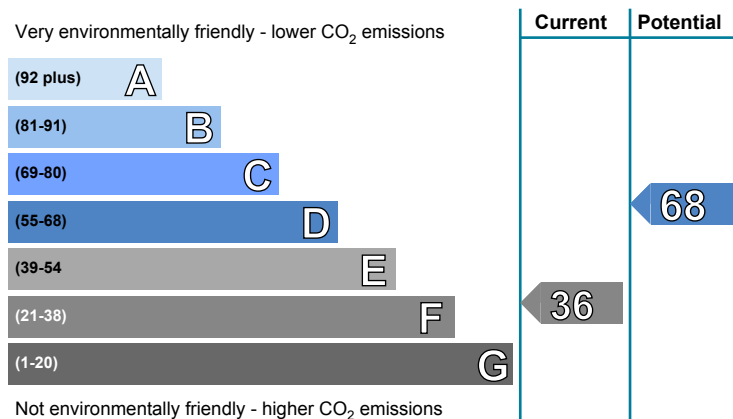 Very environmentally friendly - lower CO2 emissions
Current
Potential
(92 plus) A
(81-91) B
(69-80) C
(55-68) D
68
(39-54 E
(21-38) F
36
(1-20) G
Not environmentally friendly - higher CO2 emissions